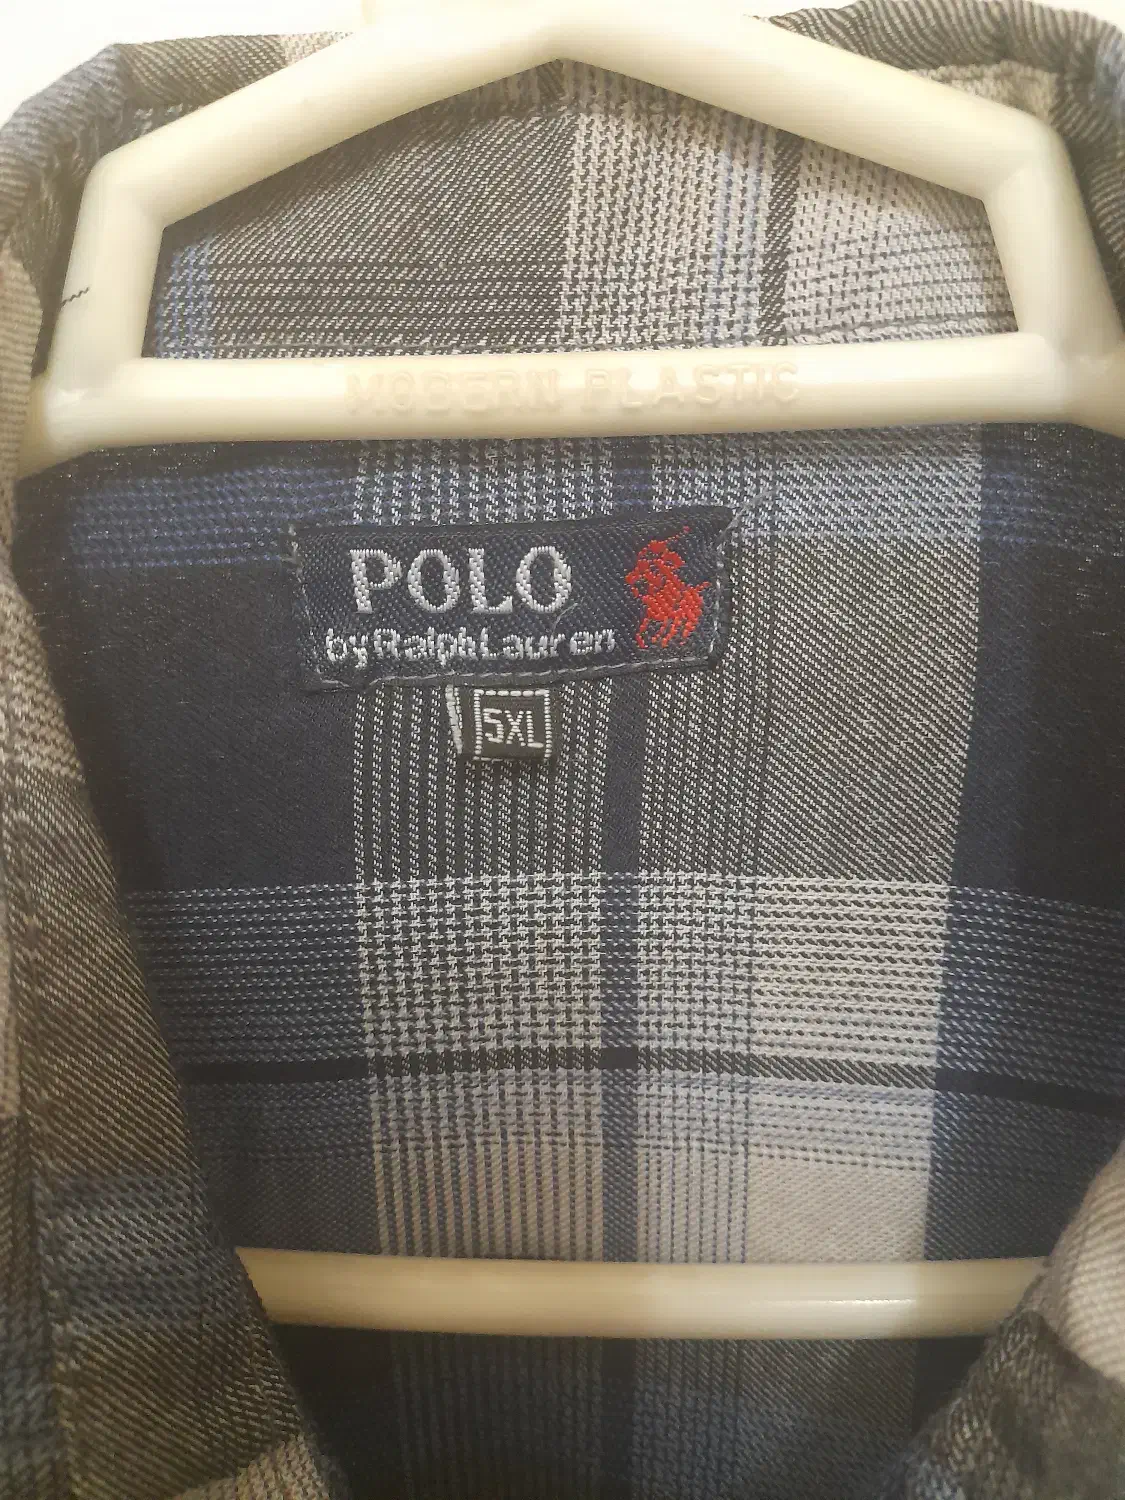 MODERN PLASTIC
POLO
by Ralph Lauren
5XL